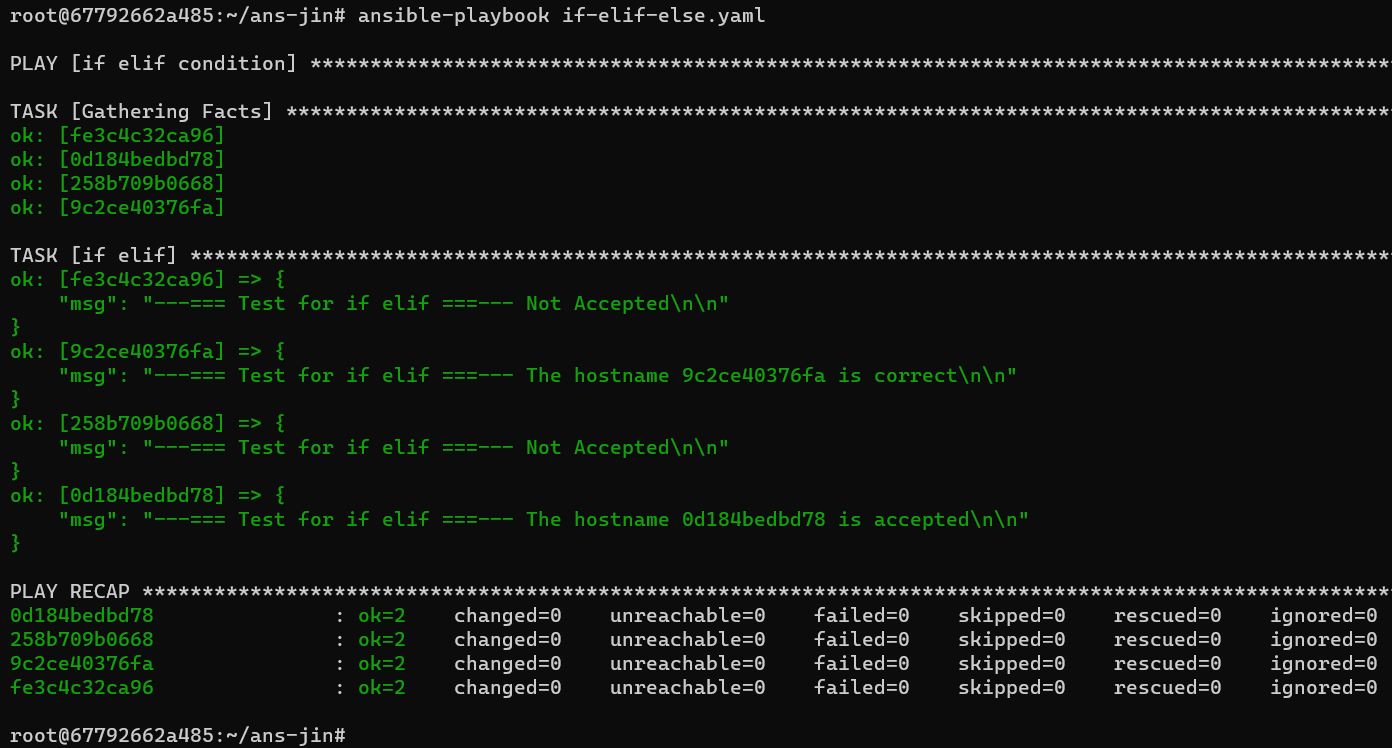 root@67792662a485:~/ans-jin# ansible-playbook if-elif-else.yaml
PLAY [if elif condition] ******************************************************************************************
TASK [Gathering Facts] ********************************************************************************************
ok: [fe3c4c32ca96]
ok: [0d184bedbd78]
ok: [258b709b0668]
ok: [9c2ce40376fa]
TASK [if elif] ****************************************************************************************************
ok: [fe3c4c32ca96] => {
    "msg": "---=== Test for if elif ===--- Not Accepted\n\n"
}
ok: [9c2ce40376fa] => {
    "msg": "---=== Test for if elif ===--- The hostname 9c2ce40376fa is correct\n\n"
}
ok: [258b709b0668] => {
    "msg": "---=== Test for if elif ===--- Not Accepted\n\n"
}
ok: [0d184bedbd78] => {
    "msg": "---=== Test for if elif ===--- The hostname 0d184bedbd78 is accepted\n\n"
}
PLAY RECAP ********************************************************************************************************
0d184bedbd78               : ok=2    changed=0    unreachable=0    failed=0    skipped=0    rescued=0    ignored=0
258b709b0668               : ok=2    changed=0    unreachable=0    failed=0    skipped=0    rescued=0    ignored=0
9c2ce40376fa               : ok=2    changed=0    unreachable=0    failed=0    skipped=0    rescued=0    ignored=0
fe3c4c32ca96               : ok=2    changed=0    unreachable=0    failed=0    skipped=0    rescued=0    ignored=0
root@67792662a485:~/ans-jin#